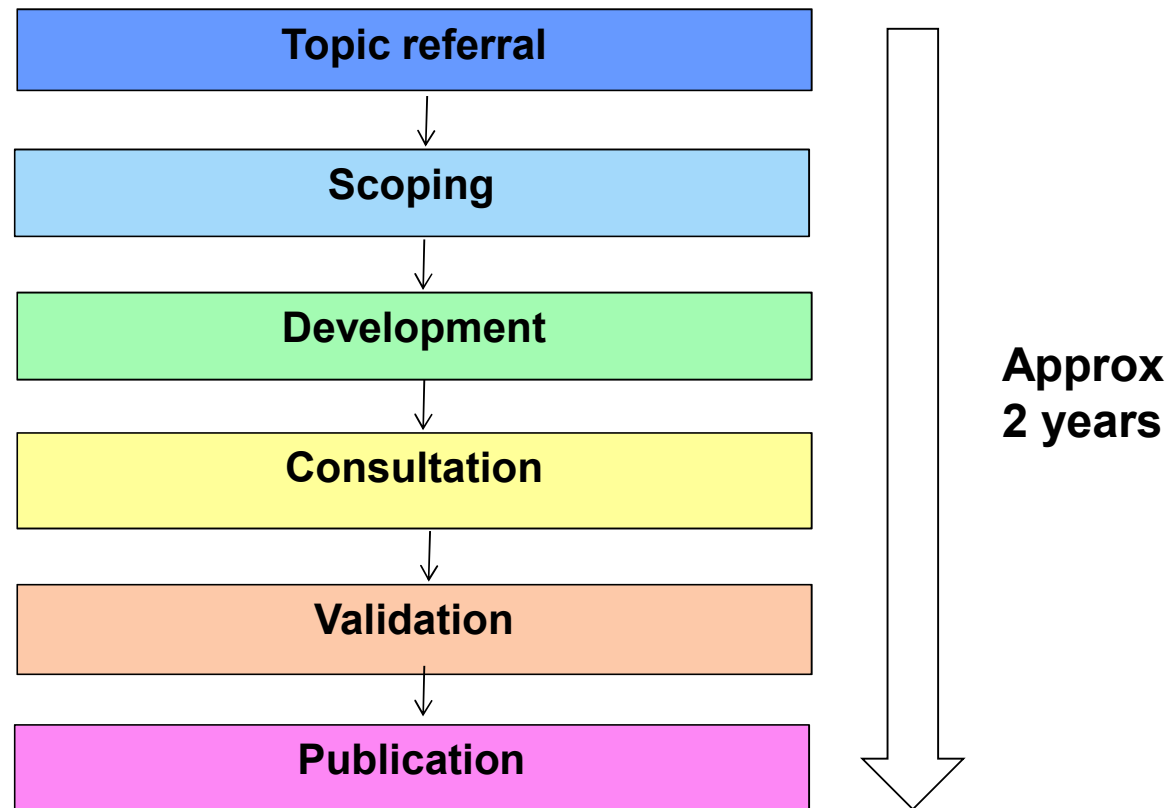 Topic referral
Scoping
Development
Consultation
Validation
Publication
Approx
2 years